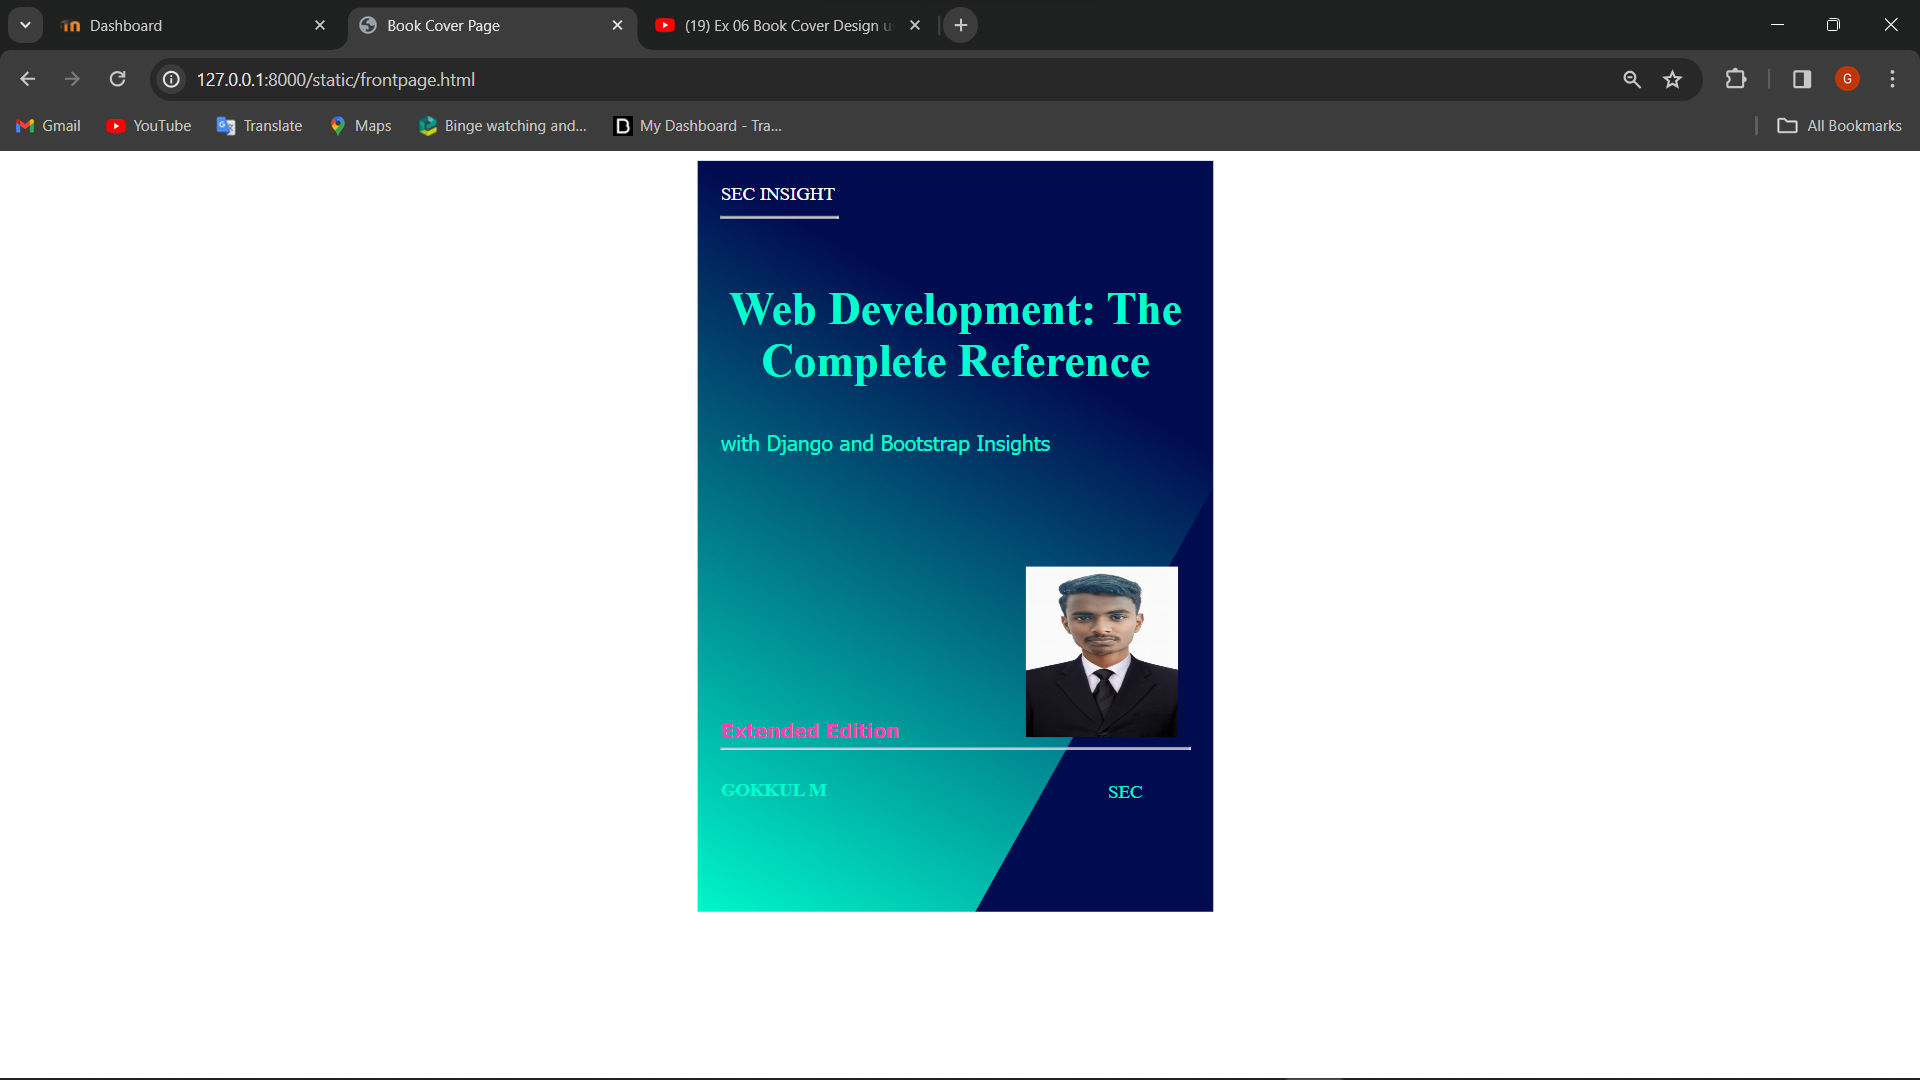 Dashboard
Book Cover Page
(19) Ex 06 Book Cover Design u
127.0.0.1:8000/static/frontpage.html
G
Gmail
YouTube
Translate
Maps
Binge watching and...
My Dashboard - Tra...
All Bookmarks
SEC INSIGHT
Web Development: The
Complete Reference
with Django and Bootstrap Insights
Extended Edition
GOKKUL M
SEC